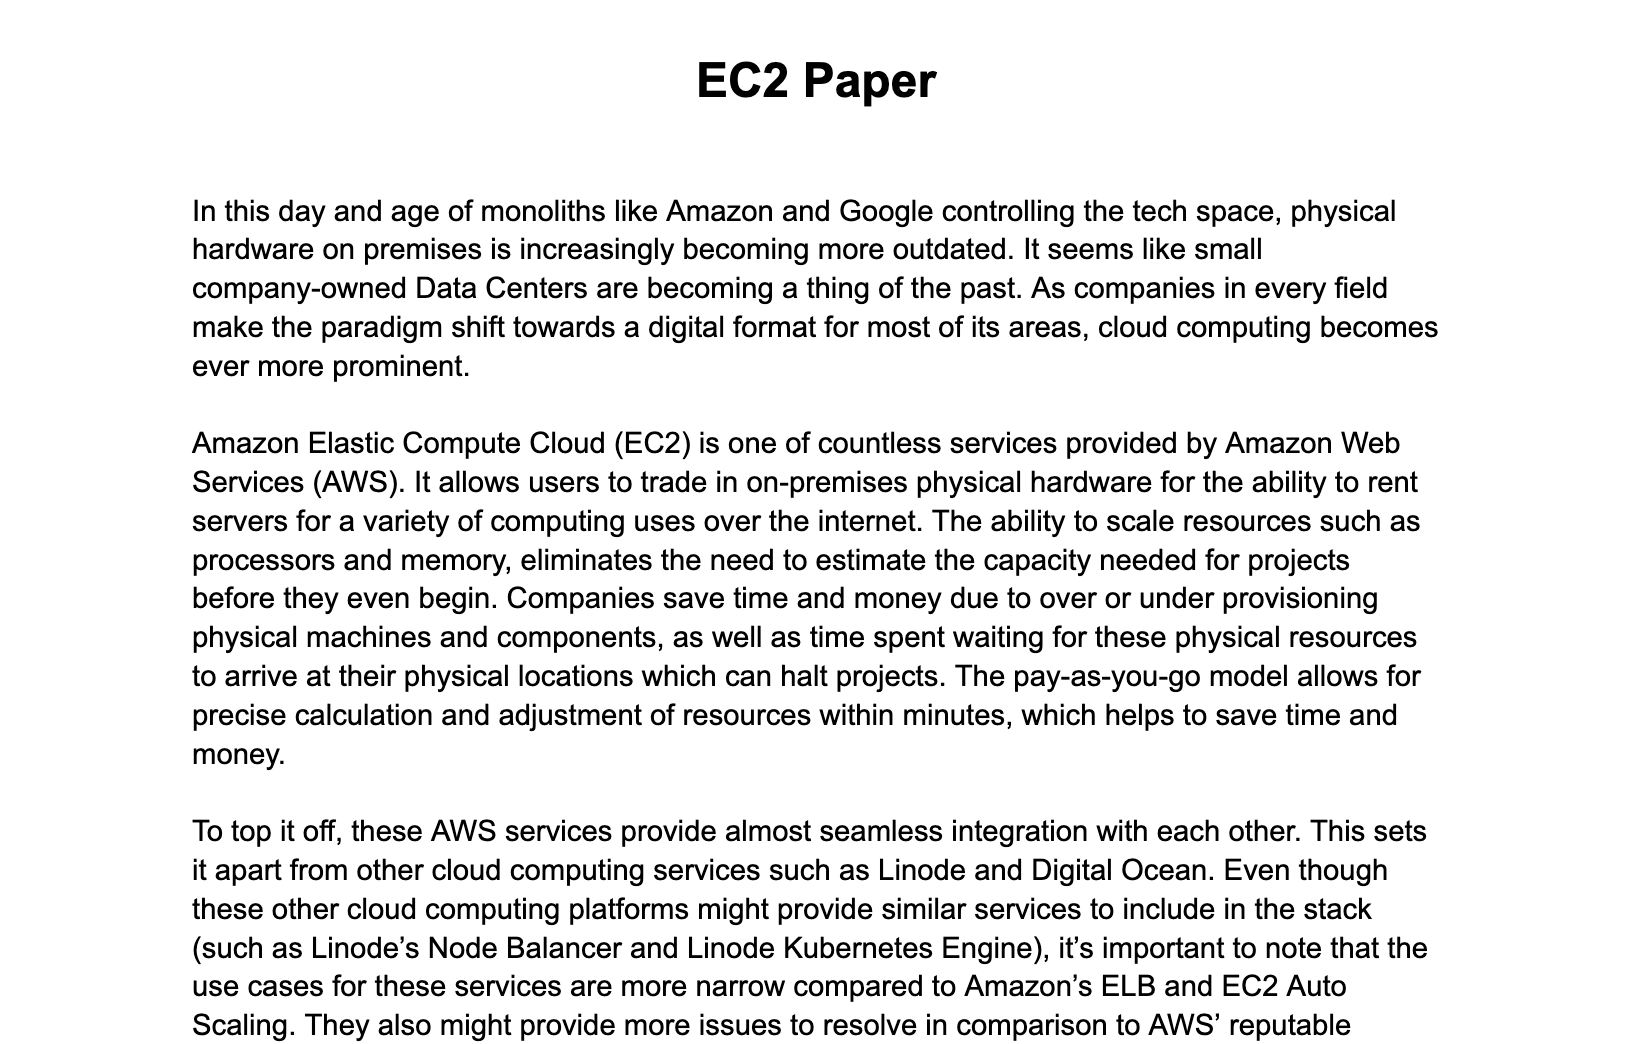 EC2 Paper
In this day and age of monoliths like Amazon and Google controlling the tech space, physical
hardware on premises is increasingly becoming more outdated. It seems like small
company-owned Data Centers are becoming a thing of the past. As companies in every field
make the paradigm shift towards a digital format for most of its areas, cloud computing becomes
ever more prominent.
Amazon Elastic Compute Cloud (EC2) is one of countless services provided by Amazon Web
Services (AWS). It allows users to trade in on-premises physical hardware for the ability to rent
servers for a variety of computing uses over the internet. The ability to scale resources such as
processors and memory, eliminates the need to estimate the capacity needed for projects
before they even begin. Companies save time and money due to over or under provisioning
physical machines and components, as well as time spent waiting for these physical resources
to arrive at their physical locations which can halt projects. The pay-as-you-go model allows for
precise calculation and adjustment of resources within minutes, which helps to save time and
money.
To top it off, these AWS services provide almost seamless integration with each other. This sets
it apart from other cloud computing services such as Linode and Digital Ocean. Even though
these other cloud computing platforms might provide similar services to include in the stack
(such as Linode’s Node Balancer and Linode Kubernetes Engine), it’s important to note that the
use cases for these services are more narrow compared to Amazon’s ELB and EC2 Auto
Scaling. They also might provide more issues to resolve in comparison to AWS’ reputable